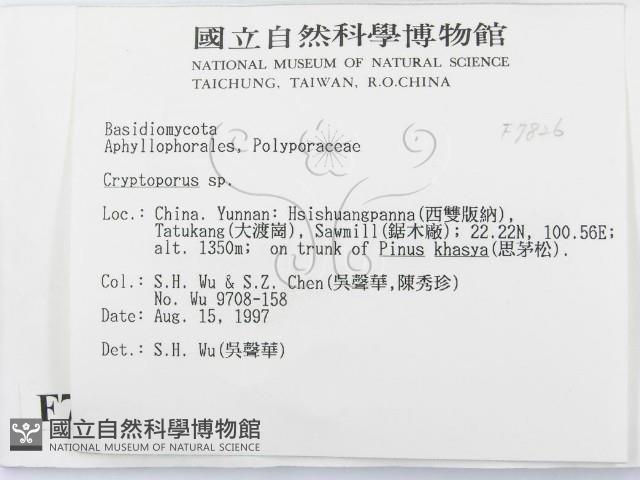 國立自然科學博物館
NATIONAL MUSEUM OF NATURAL SCIENCE
TAICHUNG, TAIWAN, R.O.CHINA
F7826
Basidiomycota
Aphyllophorales, Polyporaceae
Cryptoporus sp.
Loc.: China. Yunnan: Hsishuangpanna(西雙版納),
Tatukang(大渡崗), Sawmill(鋸木廠); 22.22N, 100.56E;
alt. 1350m; on trunk of Pinus khasya(思茅松).
Col.: S.H. Wu & S.Z. Chen(吳聲華,陳秀珍)
No. Wu 9708-158
Date: Aug. 15, 1997
Det.: S.H. Wu(吳聲華)
國立自然科學博物館
NATIONAL MUSEUM OF NATURAL SCIENCE